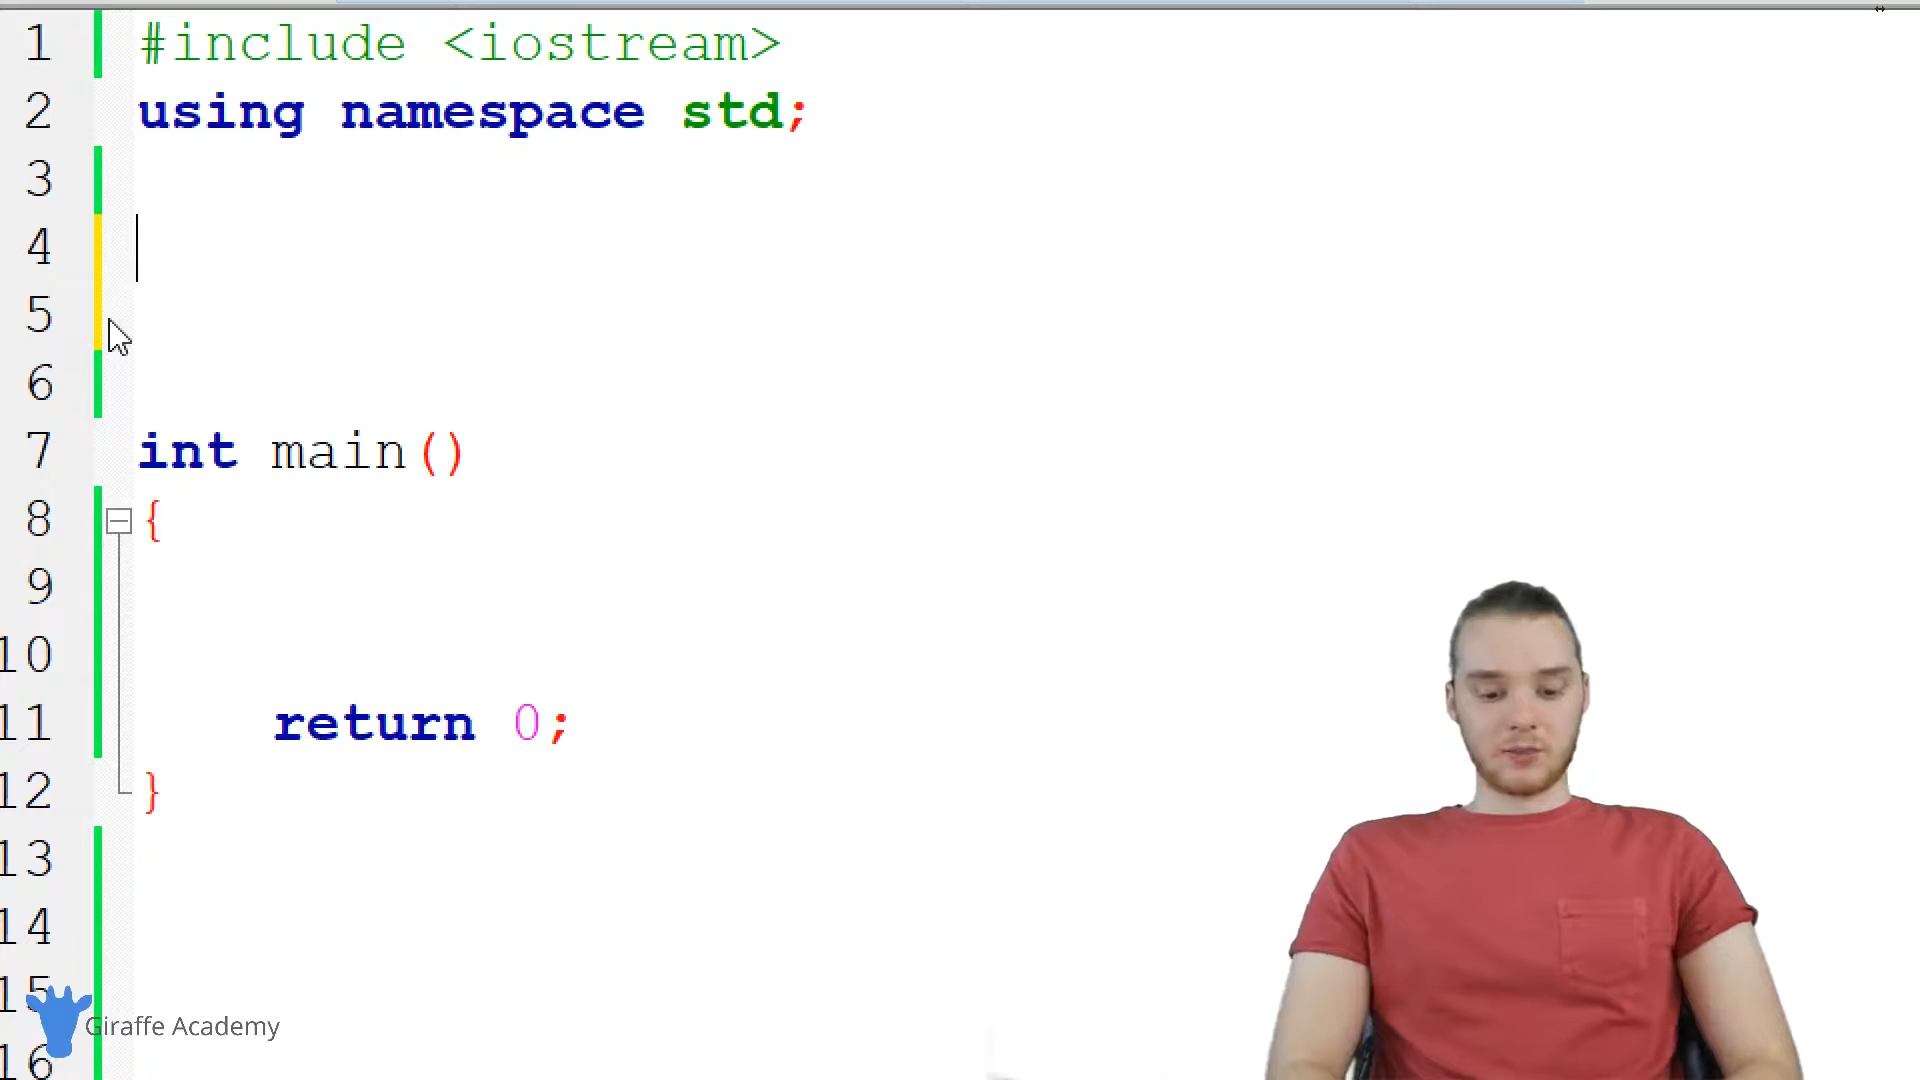 1 #include <iostream>
2 using namespace std;
3
4
5
6
7 int main()
8 {
9
10
11 return 0;
12 }
13
14
15
16
Giraffe Academy